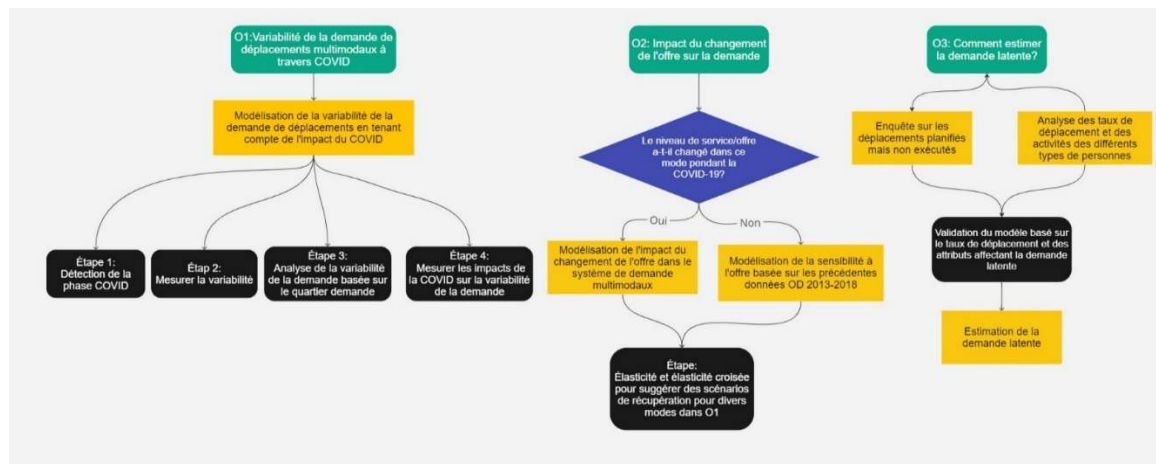 O1:Variabilité de la demande de
déplacements multimodaux à
travers COVID
Modélisation de la variabilité de la
demande de déplacements en tenant
compte de l'impact du COVID
Étape 1:
Détection de la
phase COVID
Étap 2:
Mesurer la variabilité
Étape 3:
Analyse de la variabilité
de la demande basée sur
le quartier demande
Étape 4:
Mesurer les impacts de
la COVID sur la variabilité
de la demande
O2: Impact du changement
de l'offre sur la demande
Le niveau de service/offre
a-t-il changé dans ce
mode pendant la
COVID-19?
Oui
Non
Modélisation de l'impact du
changement de l'offre dans le
système de demande
multimodaux
Modélisation de la sensibilité à
l'offre basée sur les précédentes
données OD 2013-2018
Étape:
Élasticité et élasticité croisée
pour suggérer des scénarios
de récupération pour divers
modes dans O1
O3: Comment estimer
la demande latente?
Enquête sur les
déplacements planifiés
mais non exécutés
Analyse des taux de
déplacement et des
activités des différents
types de personnes
Validation du modèle basé sur
le taux de déplacement et des
attributs affectant la demande
latente
Estimation de la
demande latente